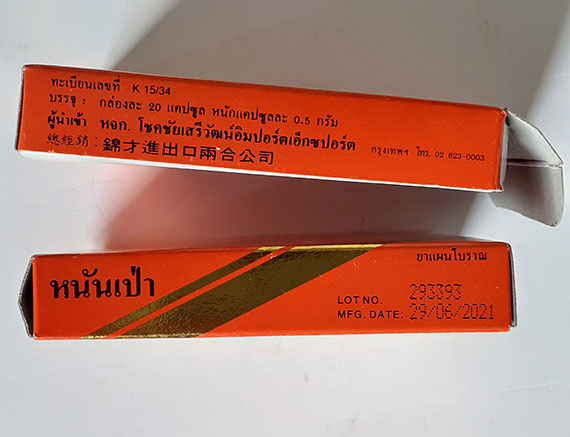 ทะเบียนเลขที่ K 15/34
บรรจุ : กล่องละ 20 แคปซูล หนักแคปซูลละ 0.5 กรัม
ผู้นำเข้า หจก. โชคชัยเสรีวัฒน์อิมปอร์ตเอ็กซปอร์ต
กรุงเทพฯ โทร. 02 623-0003
總經銷 : 錦才進出口兩合公司
หนันเป่า
ยาแผนโบราณ
LOT NO. 293393
MFG. DATE: 29/06/2021